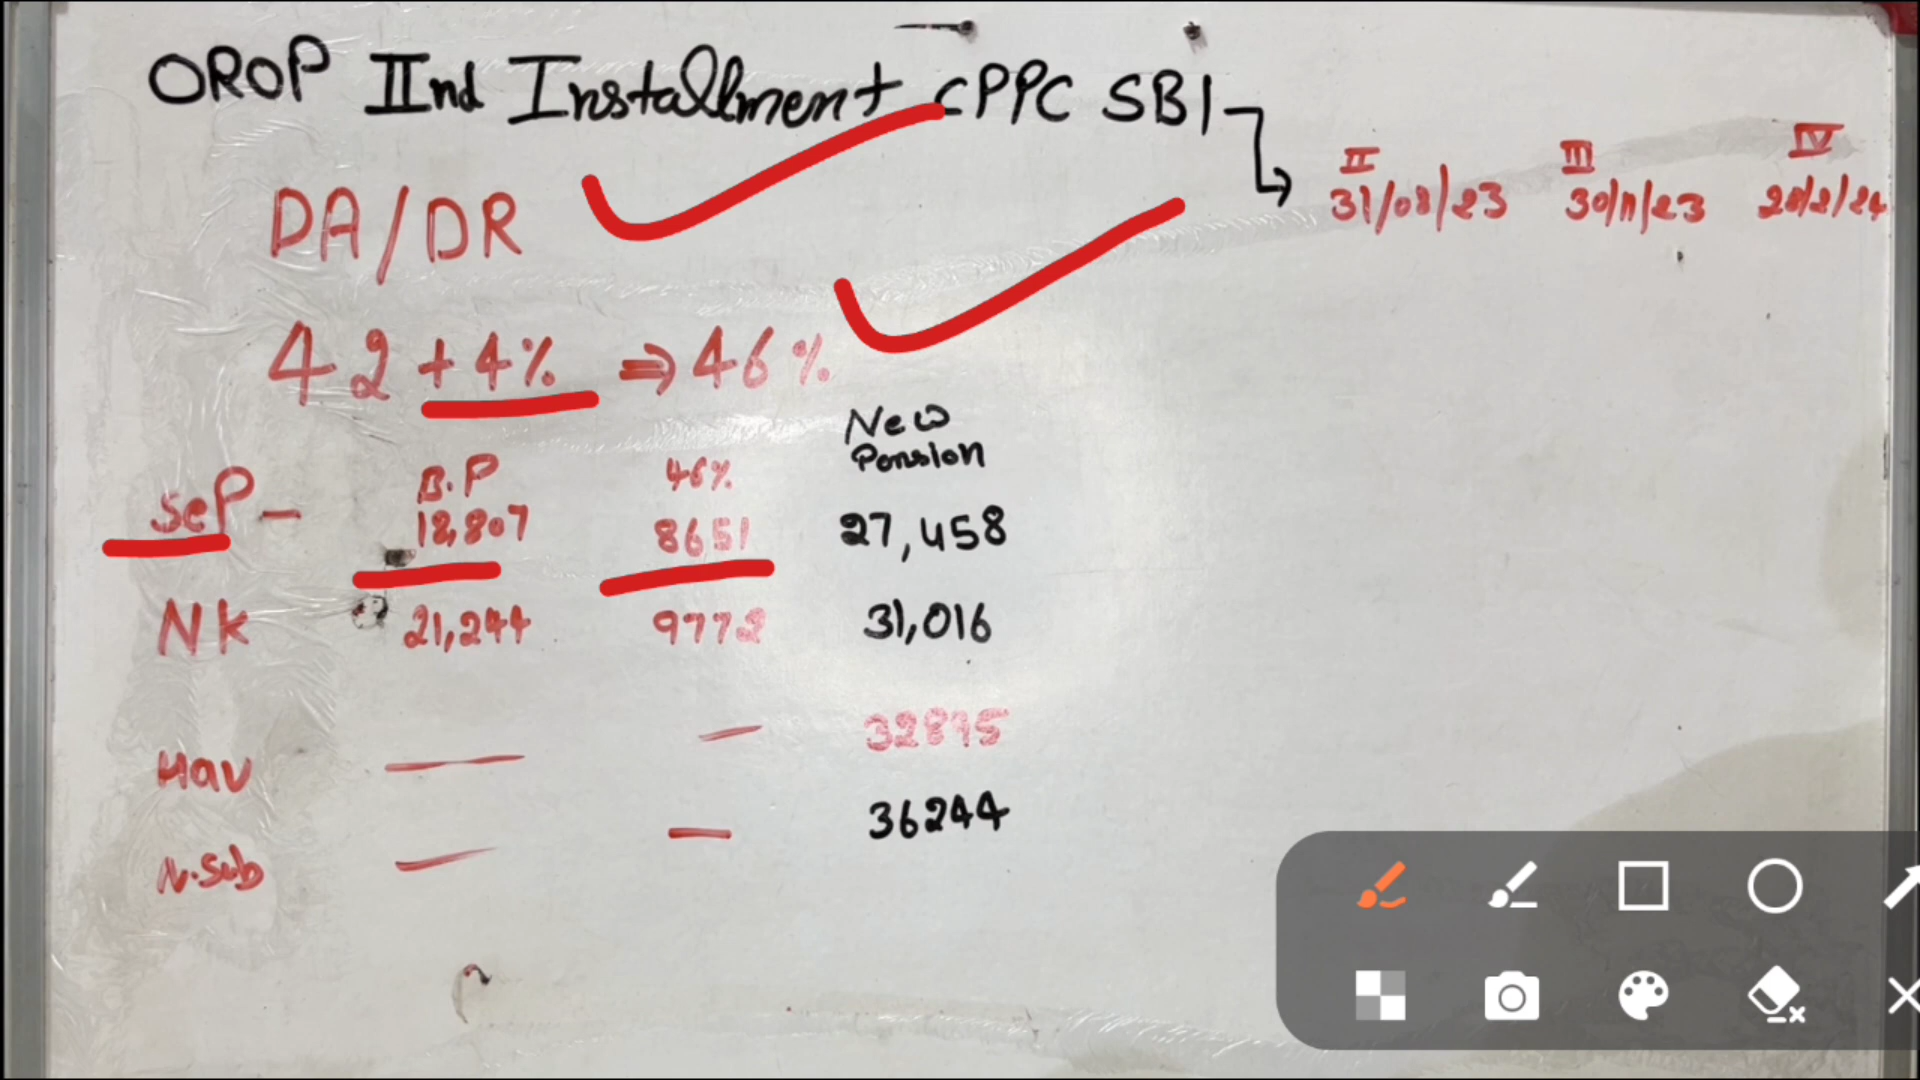 OROP IInd Installment CPPC SBI
II III IV
31/08/23 30/11/23 28/2/24
DA/DR
42 + 4% ⇒ 46%
New
Pension
B.P 46%
SeP - 18,807 8651 27,458
Nk 21,244 9772 31,016
Hav — — 32875
N.Sub — — 36244